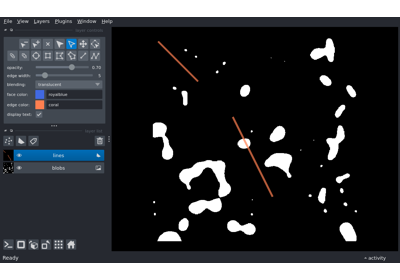 File View Layers Plugins Window Help
opacity: 0.70
edge width: 5
blending: translucent
face color: royalblue
edge color: coral
display text:
lines
blobs
Ready
activity